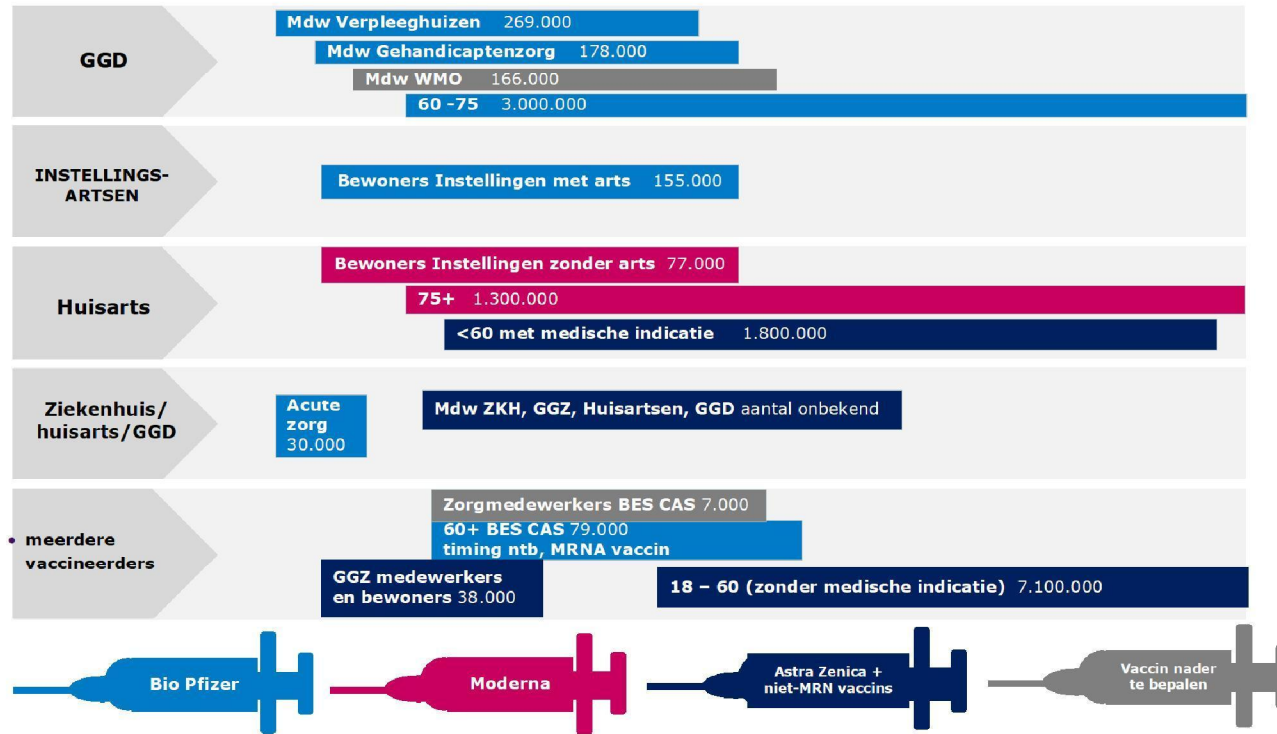 GGD
Mdw Verpleeghuizen 269.000
Mdw Gehandicaptenzorg 178.000
Mdw WMO 166.000
60 -75 3.000.000
INSTELLINGS-
ARTSEN
Bewoners Instellingen met arts 155.000
Huisarts
Bewoners Instellingen zonder arts 77.000
75+ 1.300.000
<60 met medische indicatie 1.800.000
Ziekenhuis/
huisarts/GGD
Acute
zorg
30.000
Mdw ZKH, GGZ, Huisartsen, GGD aantal onbekend
• meerdere
vaccineerders
Zorgmedewerkers BES CAS 7.000
60+ BES CAS 79.000
timing ntb, MRNA vaccin
GGZ medewerkers
en bewoners 38.000
18 – 60 (zonder medische indicatie) 7.100.000
Bio Pfizer
Moderna
Astra Zenica +
niet-MRN vaccins
Vaccin nader
te bepalen